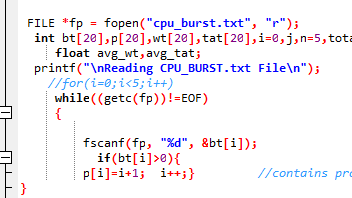 FILE *fp = fopen("cpu_burst.txt", "r");
int bt[20],p[20],wt[20],tat[20],i=0,j,n=5,tota
float avg_wt,avg_tat;
printf("\nReading CPU_BURST.txt File\n");
//for(i=0;i<5;i++)
while((getc(fp))!=EOF)
{
fscanf(fp, "%d", &bt[i]);
if(bt[i]>0){
p[i]=i+1; i++;} //contains pro
}